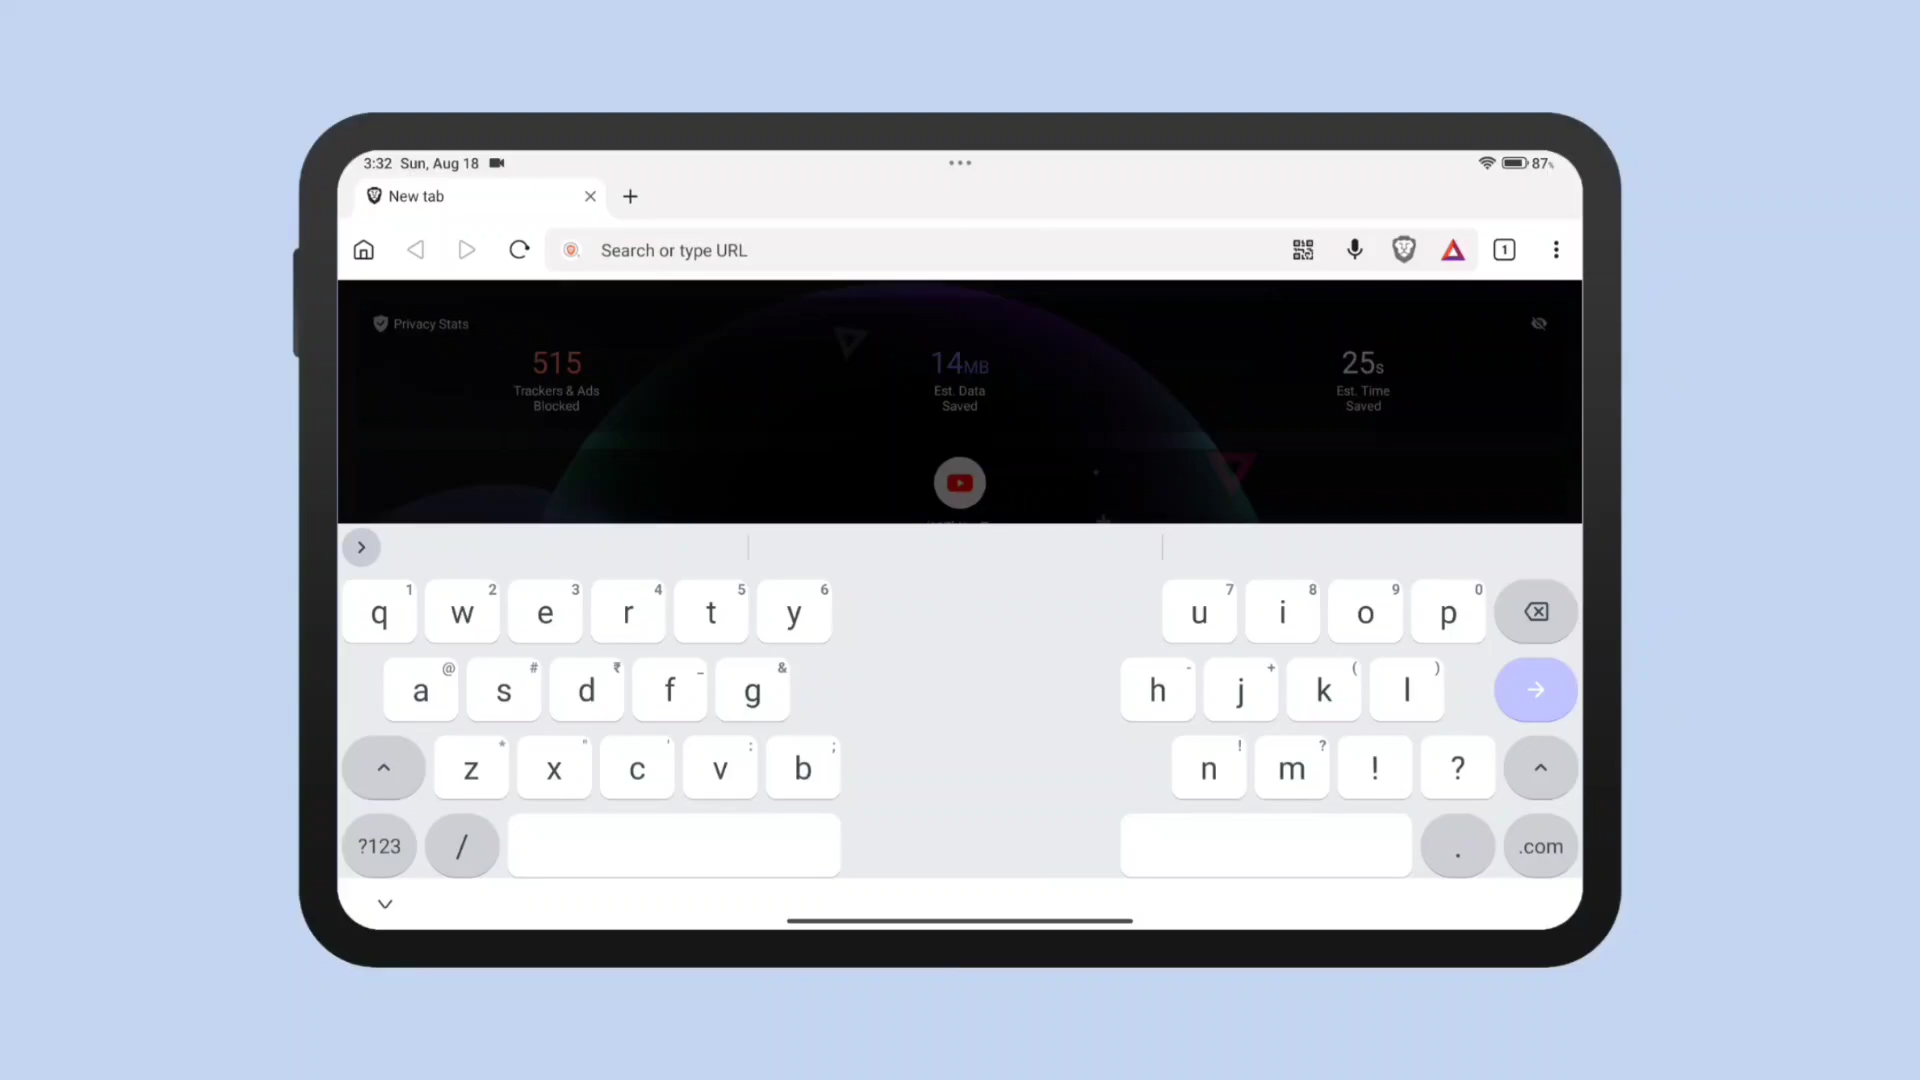 3:32 Sun, Aug 18
87%
New tab
Search or type URL
1
Privacy Stats
515
Trackers & Ads
Blocked
14MB
Est. Data
Saved
25s
Est. Time
Saved
q 1 w 2 e 3 r 4 t 5 y 6 u 7 i 8 o 9 p 0
a @ s # d ₹ f _ g & h - j + k ( l )
z * x " c ' v : b ; n ! m ? ! ?
?123 / . .com